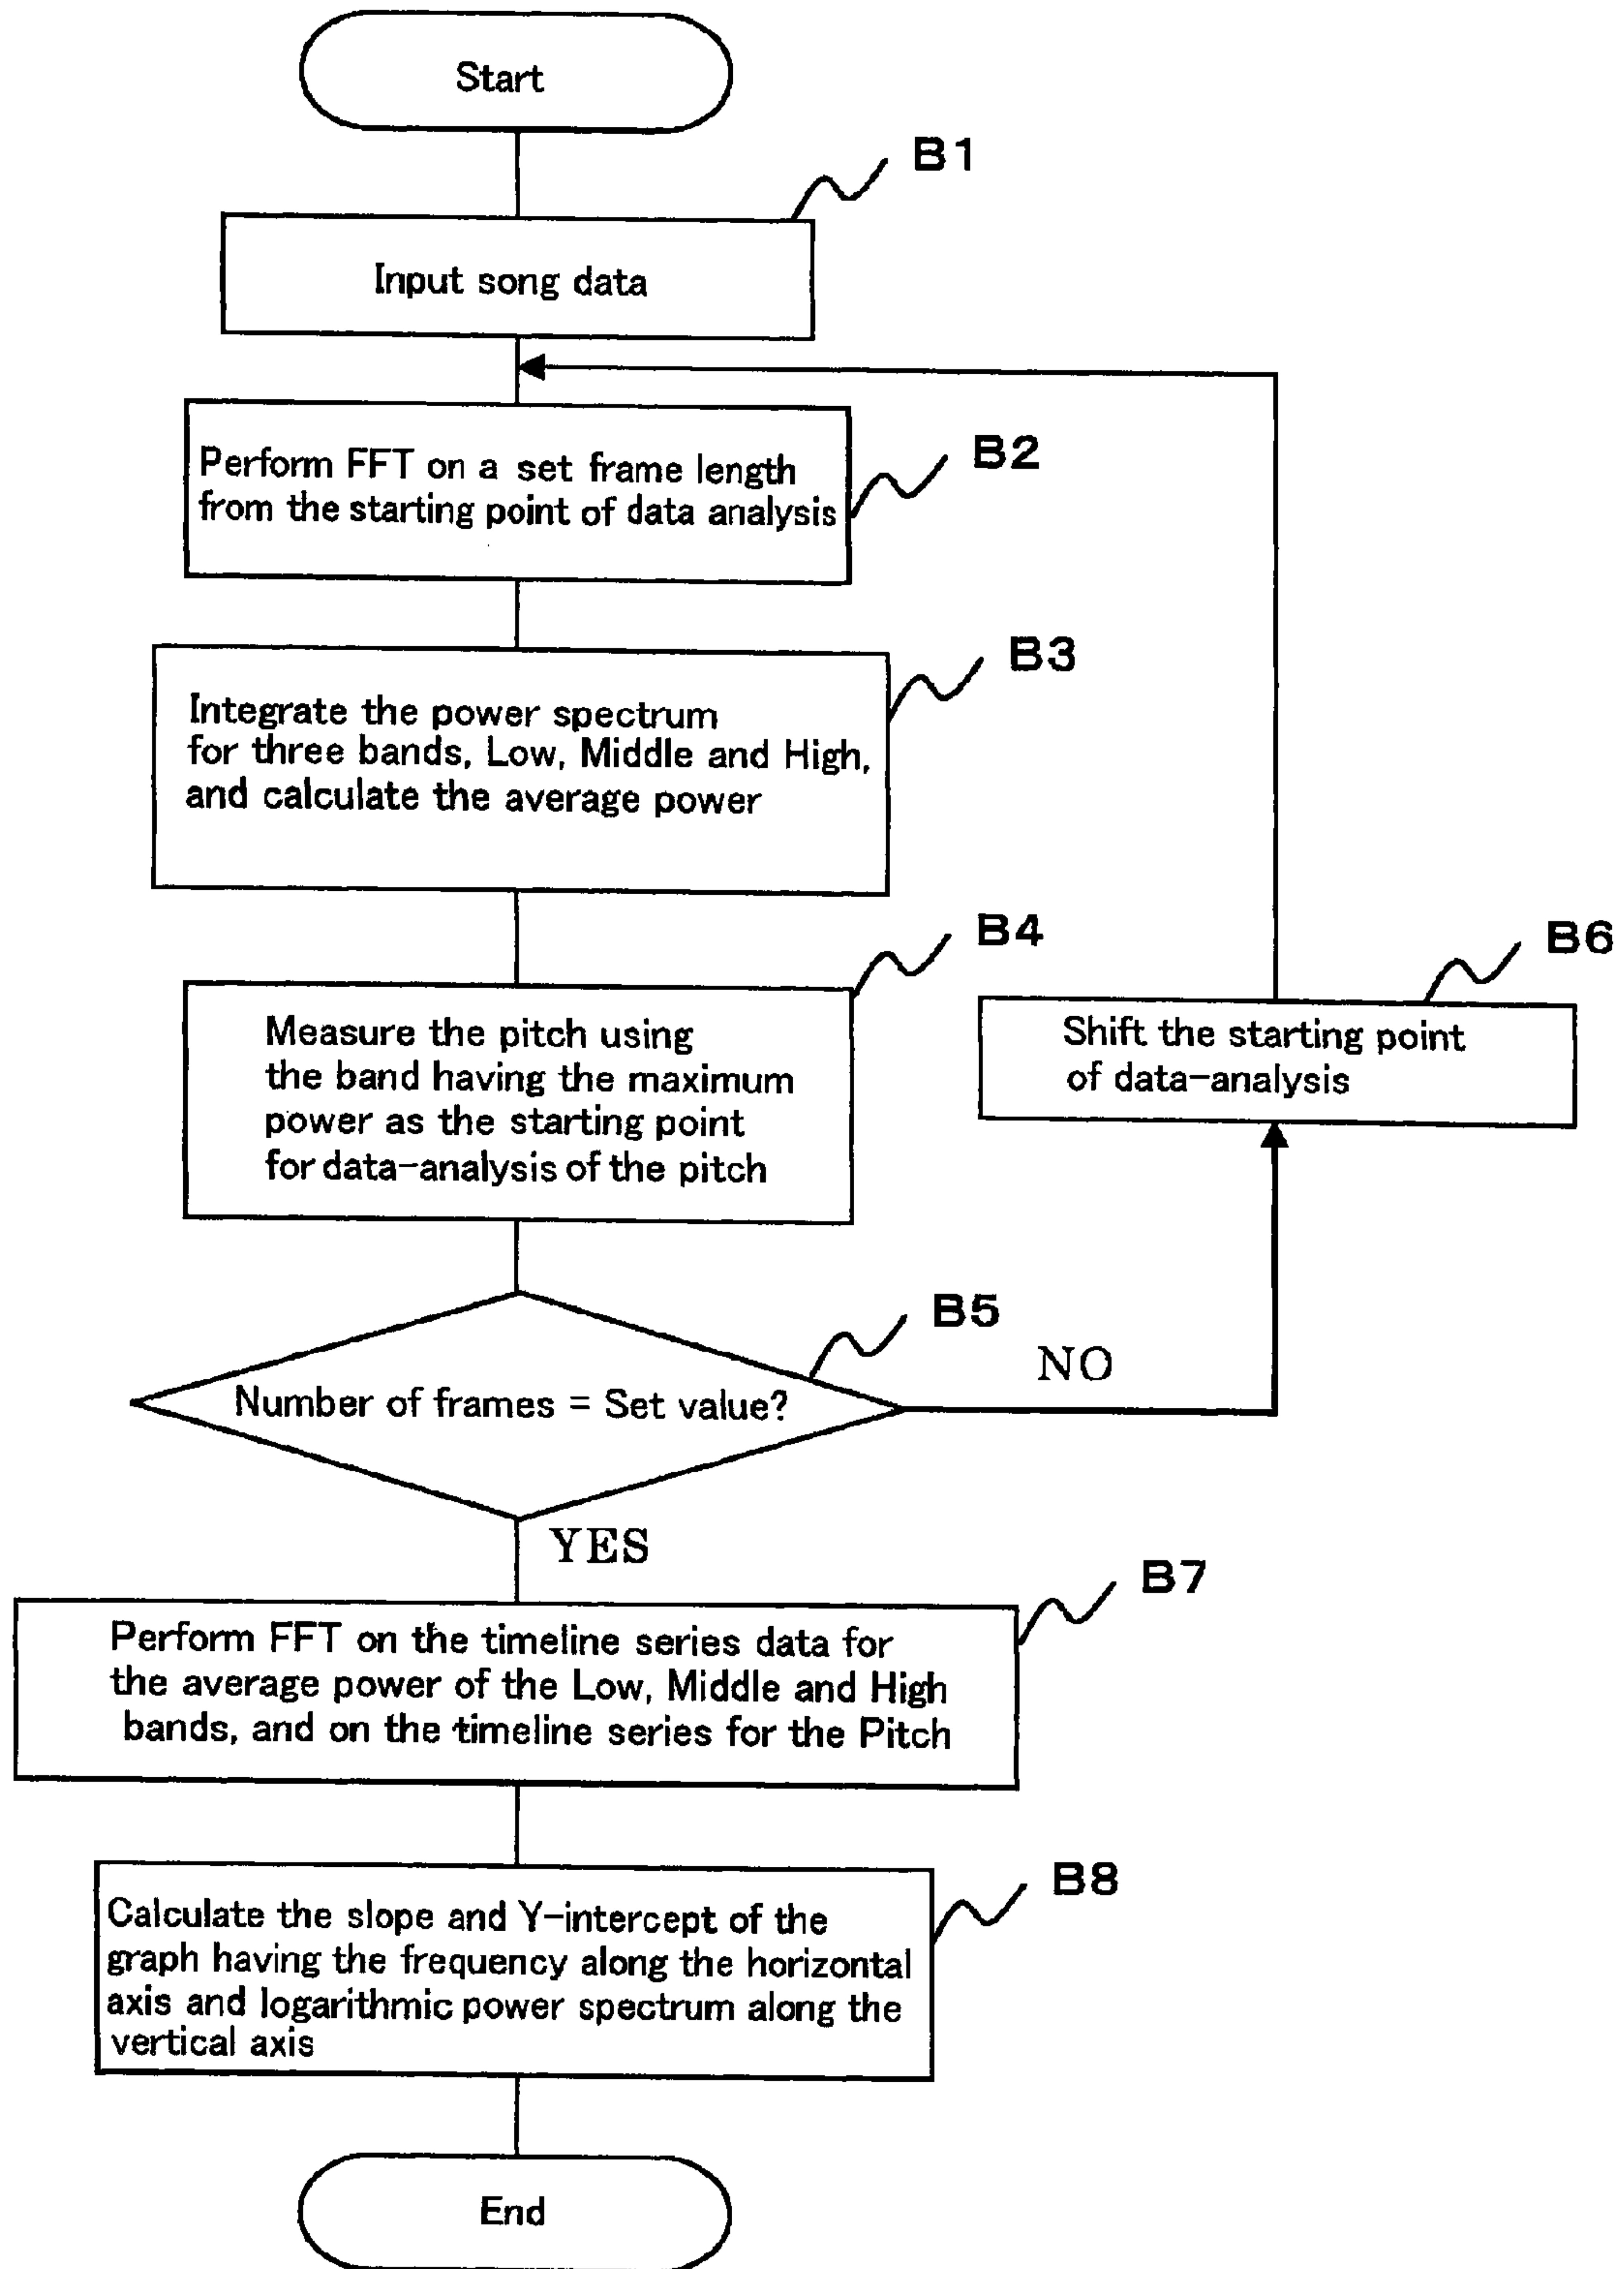 Start
B1
Input song data
B2
Perform FFT on a set frame length
from the starting point of data analysis
B3
Integrate the power spectrum
for three bands, Low, Middle and High,
and calculate the average power
B4
Measure the pitch using
the band having the maximum
power as the starting point
for data-analysis of the pitch
B6
Shift the starting point
of data-analysis
B5
Number of frames = Set value?
NO
YES
B7
Perform FFT on the timeline series data for
the average power of the Low, Middle and High
bands, and on the timeline series for the Pitch
B8
Calculate the slope and Y-intercept of the
graph having the frequency along the horizontal
axis and logarithmic power spectrum along the
vertical axis
End